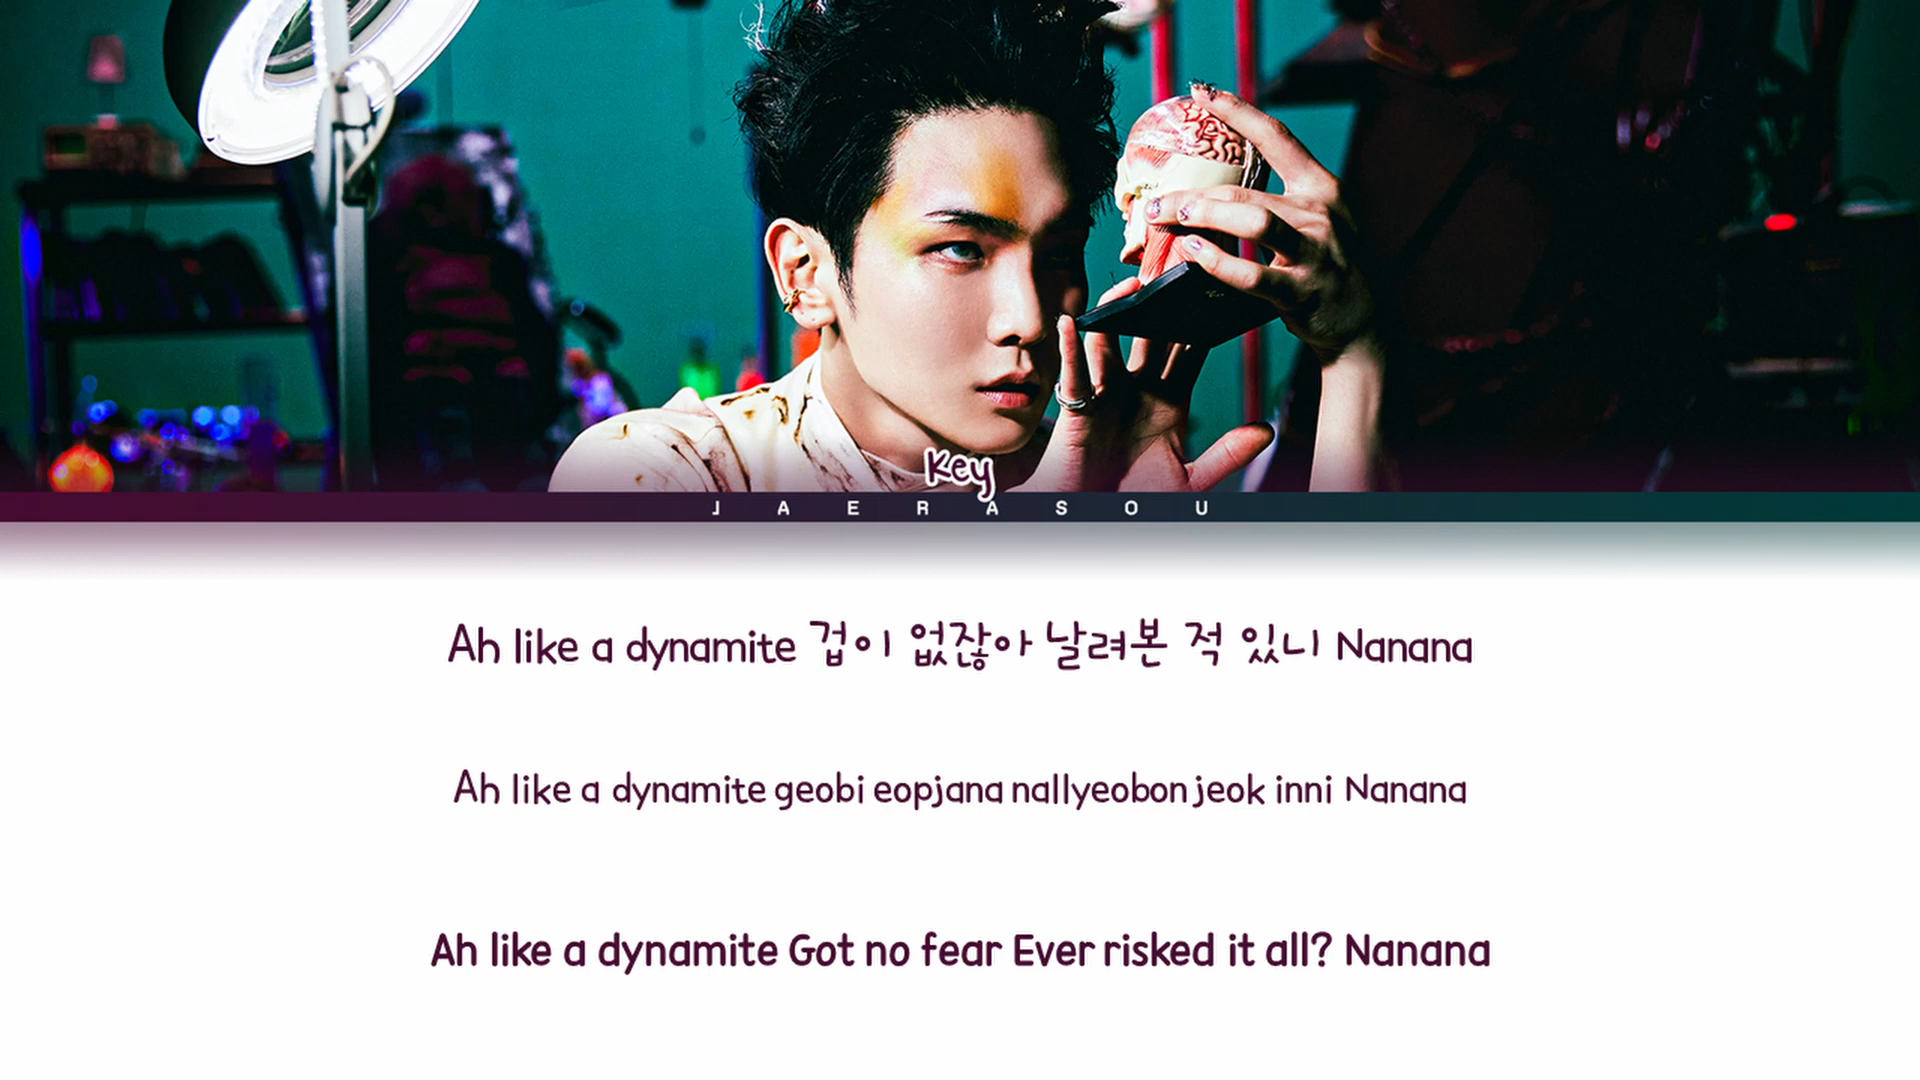 Key
JAERASOU
Ah like a dynamite 겁이 없잖아 날려본 적 있니 Nanana
Ah like a dynamite geobi eopjana nallyeobon jeok inni Nanana
Ah like a dynamite Got no fear Ever risked it all? Nanana